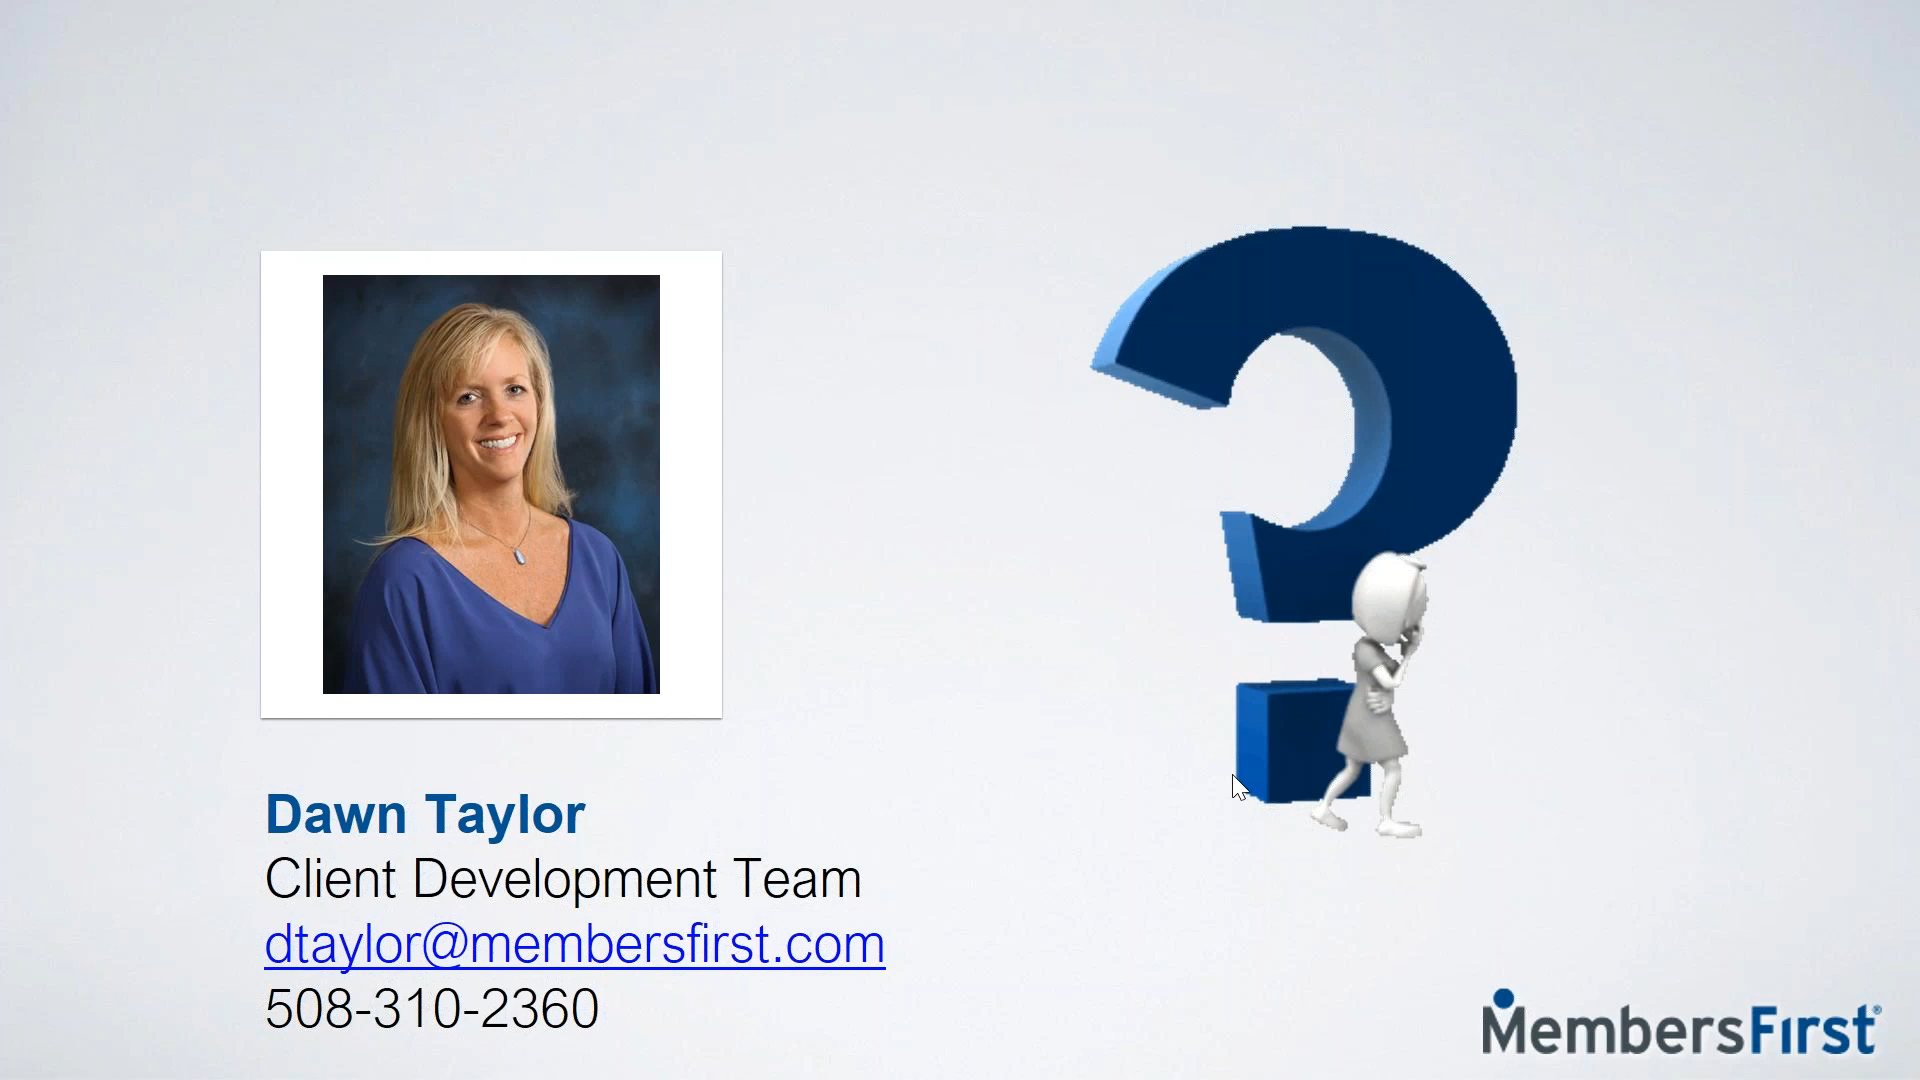 Dawn Taylor
Client Development Team
dtaylor@membersfirst.com
508-310-2360
MembersFirst®